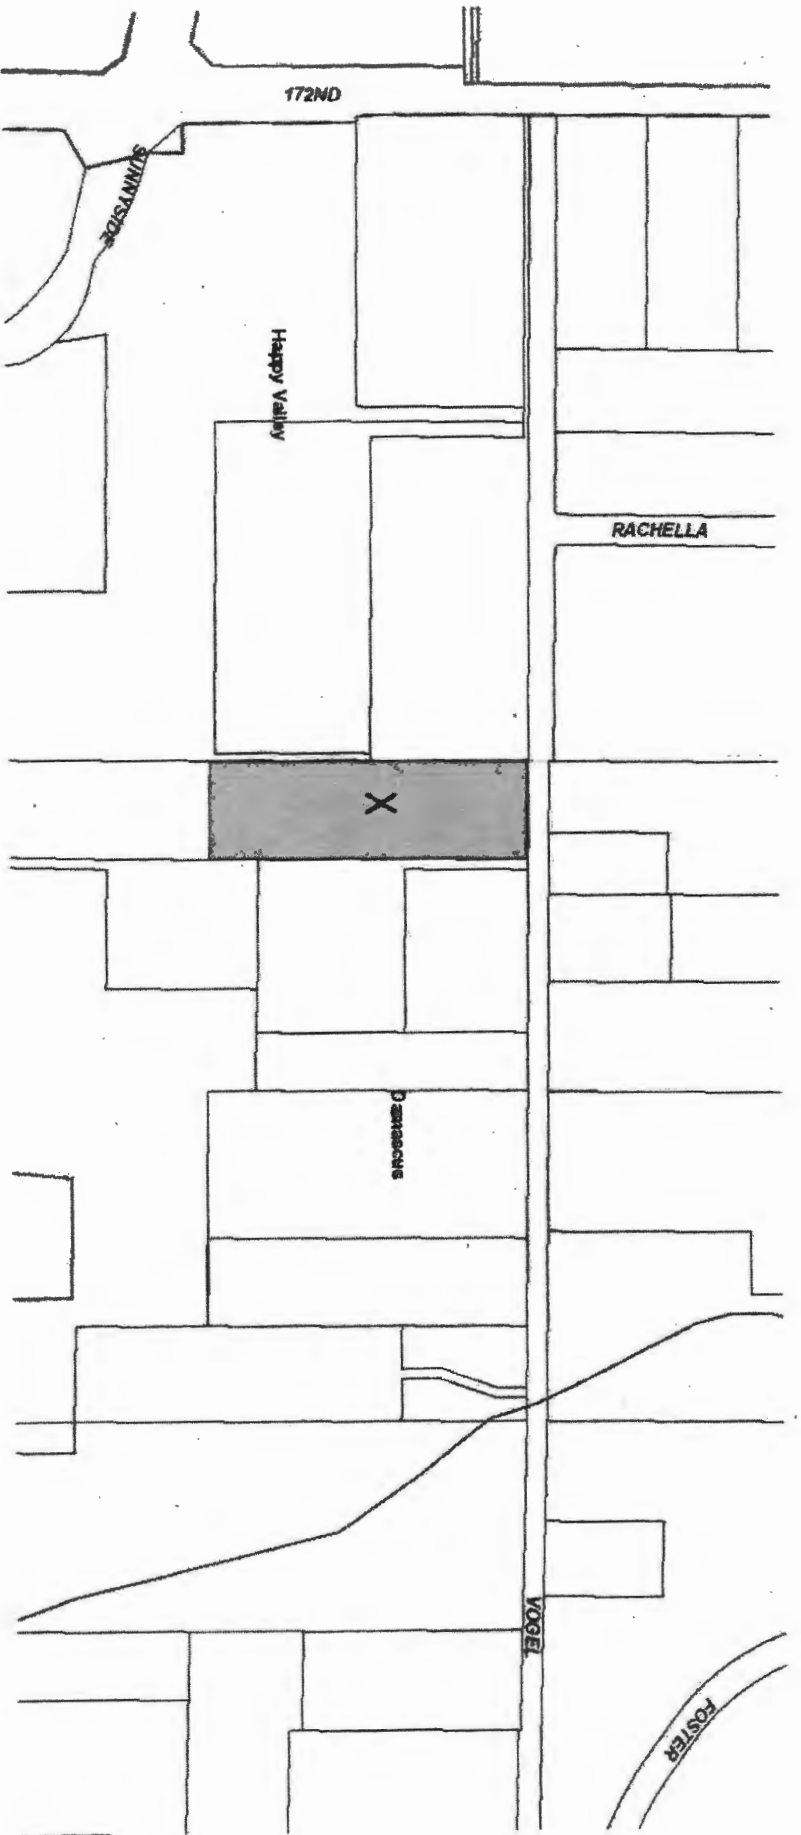 172ND
SUNNYSIDE
Happy Valley
RACHELLA
X
Damascus
VOGEL
FOSTER